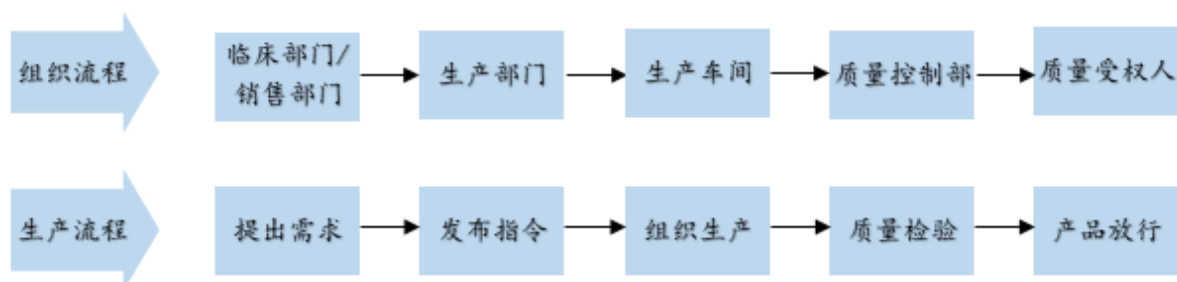 组织流程
临床部门/
销售部门
生产部门
生产车间
质量控制部
质量受权人
生产流程
提出需求
发布指令
组织生产
质量检验
产品放行